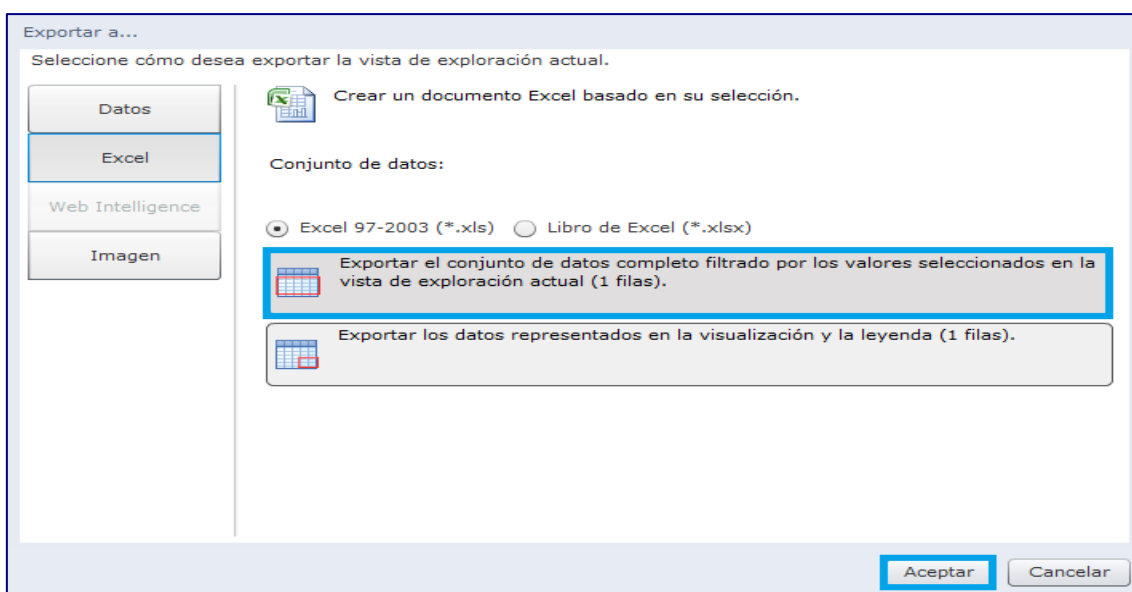 Exportar a...
Seleccione cómo desea exportar la vista de exploración actual.
Datos
Excel
Web Intelligence
Imagen
Crear un documento Excel basado en su selección.
Conjunto de datos:
Excel 97-2003 (*.xls) Libro de Excel (*.xlsx)
Exportar el conjunto de datos completo filtrado por los valores seleccionados en la
vista de exploración actual (1 filas).
Exportar los datos representados en la visualización y la leyenda (1 filas).
Aceptar Cancelar